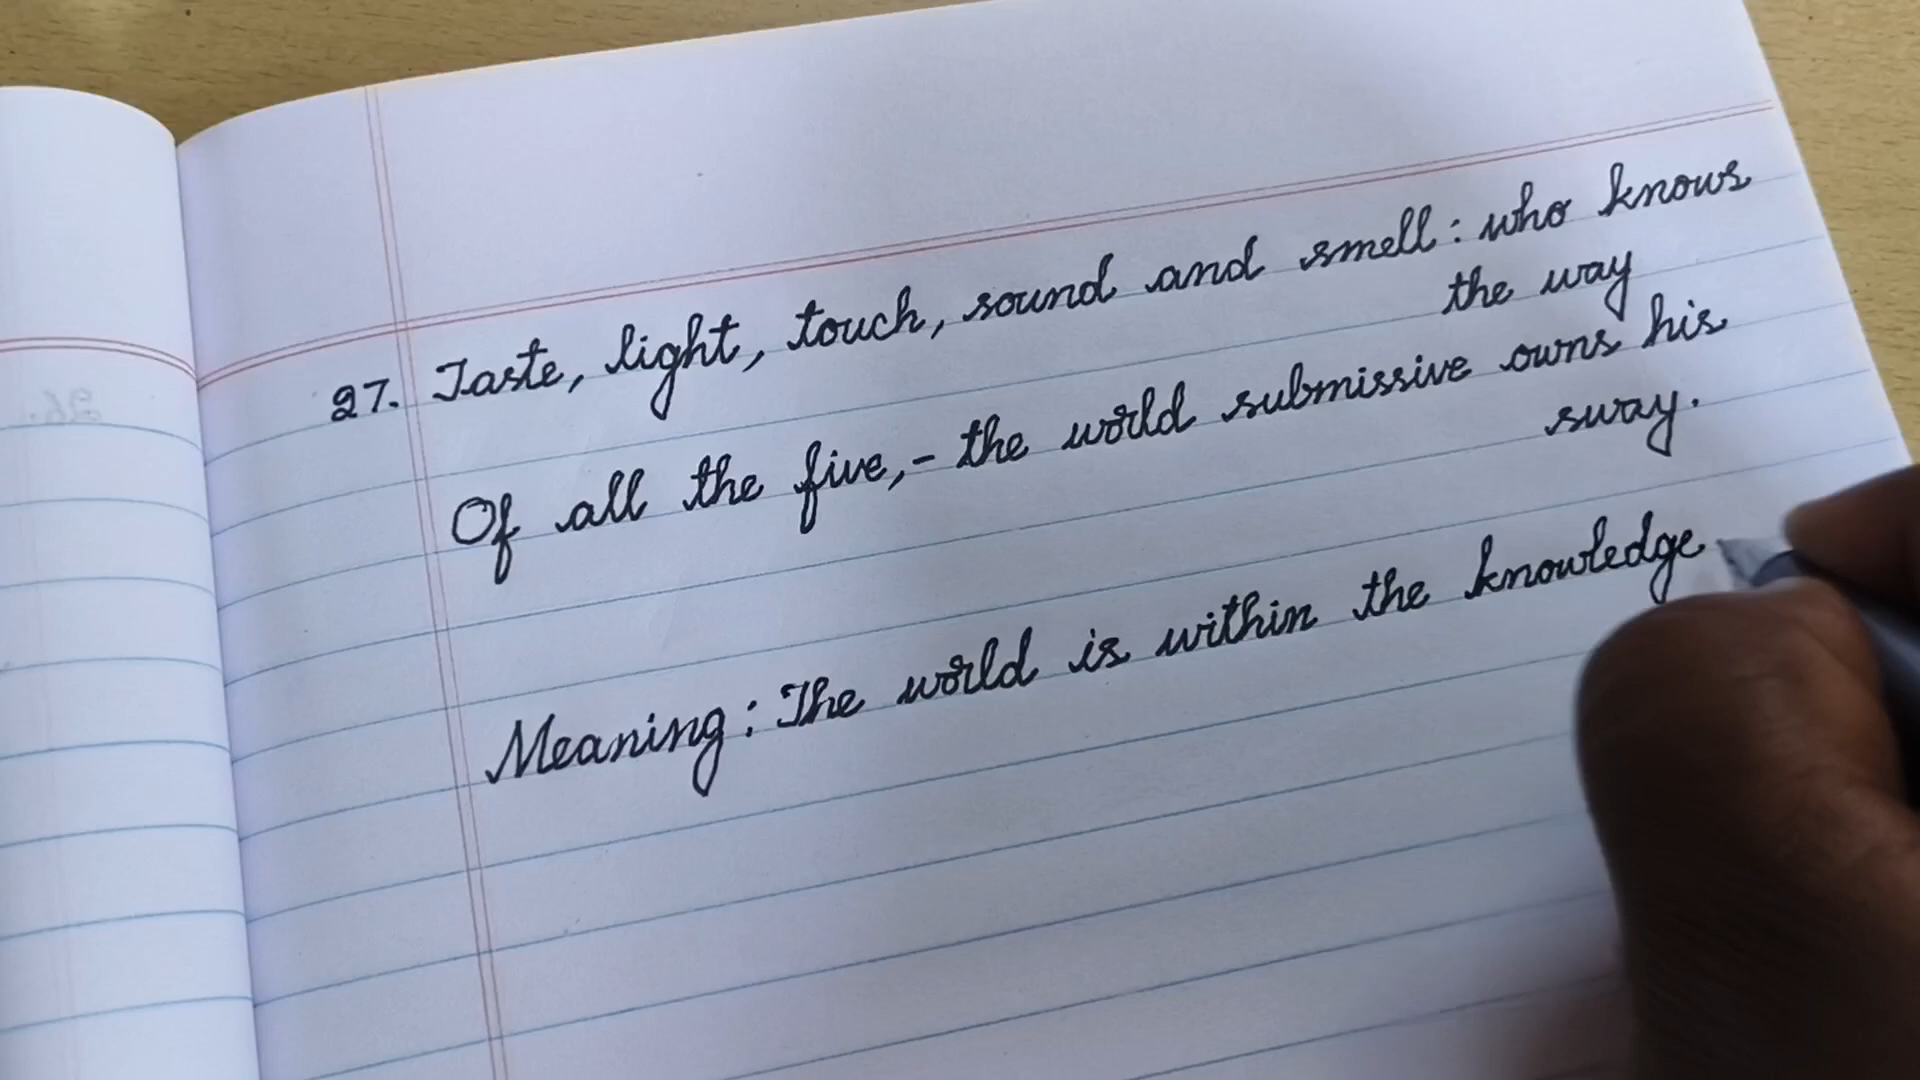 27. Taste, light, touch, sound and smell: who knows
the way
Of all the five,- the world submissive owns his
sway.
Meaning: The world is within the knowledge
26.